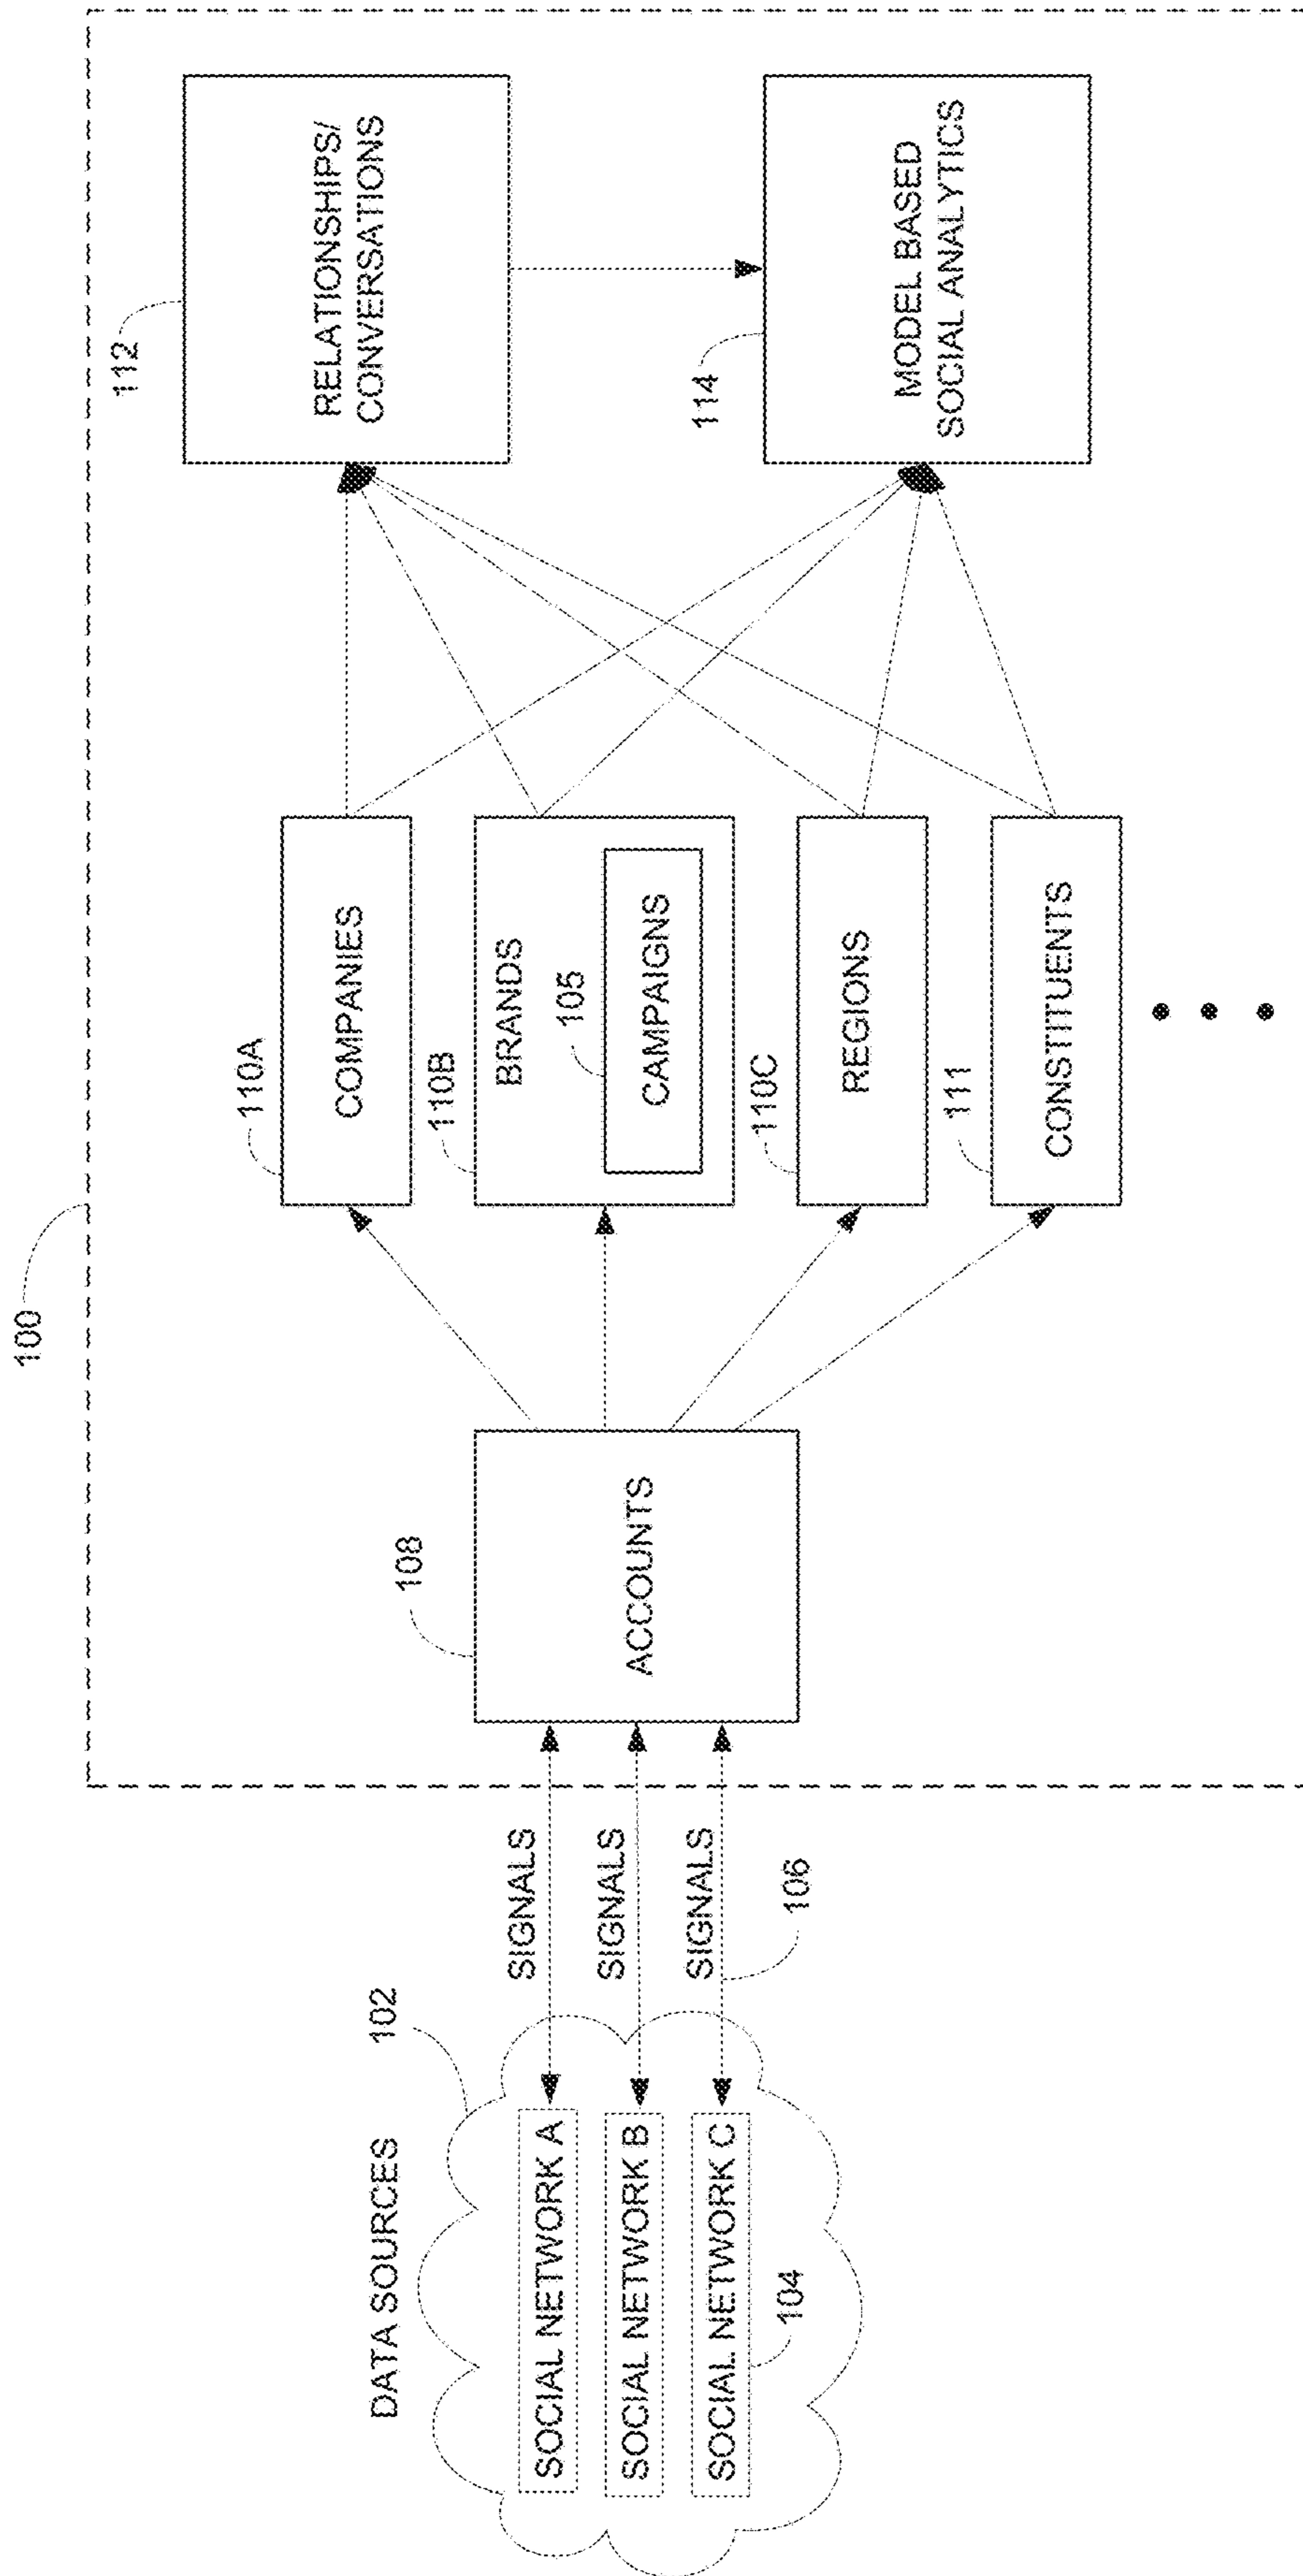 100
DATA SOURCES
102
SOCIAL NETWORK A
SOCIAL NETWORK B
SOCIAL NETWORK C
104
SIGNALS
SIGNALS
SIGNALS
106
108
ACCOUNTS
110A
COMPANIES
110B
BRANDS
105
CAMPAIGNS
110C
REGIONS
111
CONSTITUENTS
112
RELATIONSHIPS/
CONVERSATIONS
114
MODEL BASED
SOCIAL ANALYTICS